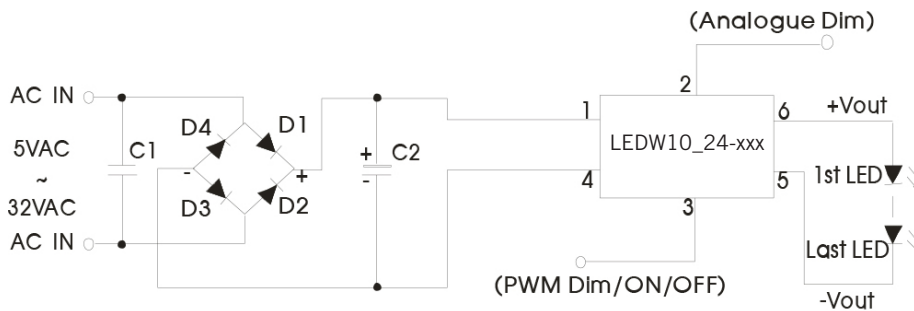 (Analogue Dim)
AC IN
5VAC
~
32VAC
AC IN
C1
D4
D1
D3
D2
-
+
+
-
C2
1
2
6
LEDW10_24-xxx
4
3
5
+Vout
1st LED
Last LED
-Vout
(PWM Dim/ON/OFF)